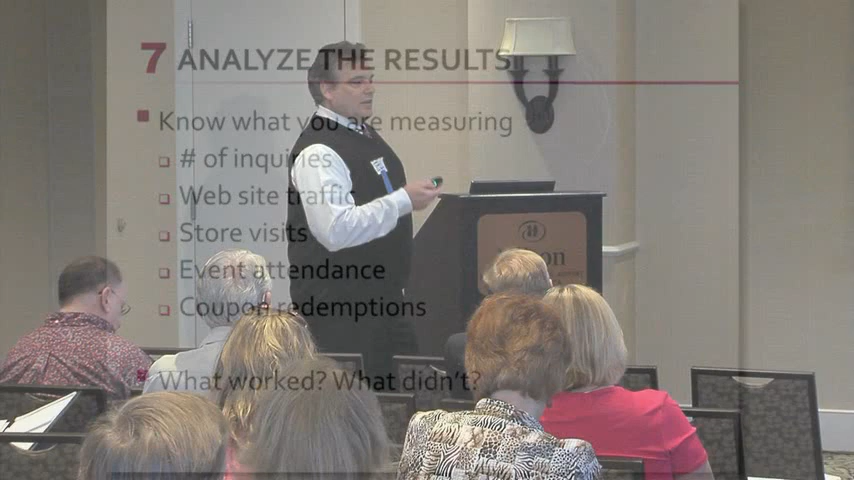 7 ANALYZE THE RESULTS
Know what you are measuring
# of inquiries
Web site traffic
Store visits
Event attendance
Coupon redemptions
What worked? What didn't?